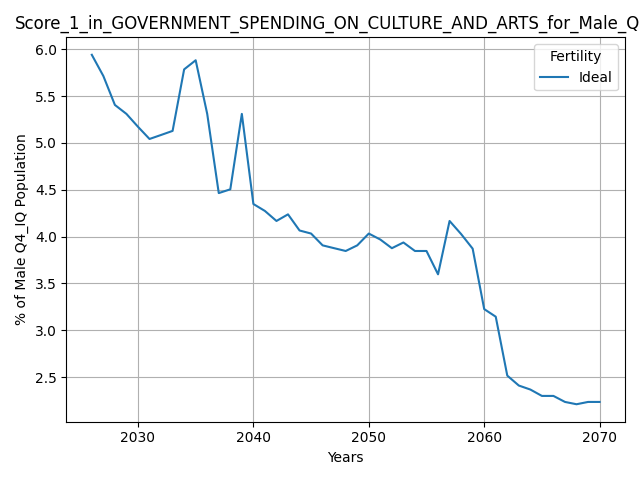 Score_1_in_GOVERNMENT_SPENDING_ON_CULTURE_AND_ARTS_for_Male_Q
Fertility
Ideal
% of Male Q4_IQ Population
6.0
5.5
5.0
4.5
4.0
3.5
3.0
2.5
2030 2040 2050 2060 2070
Years